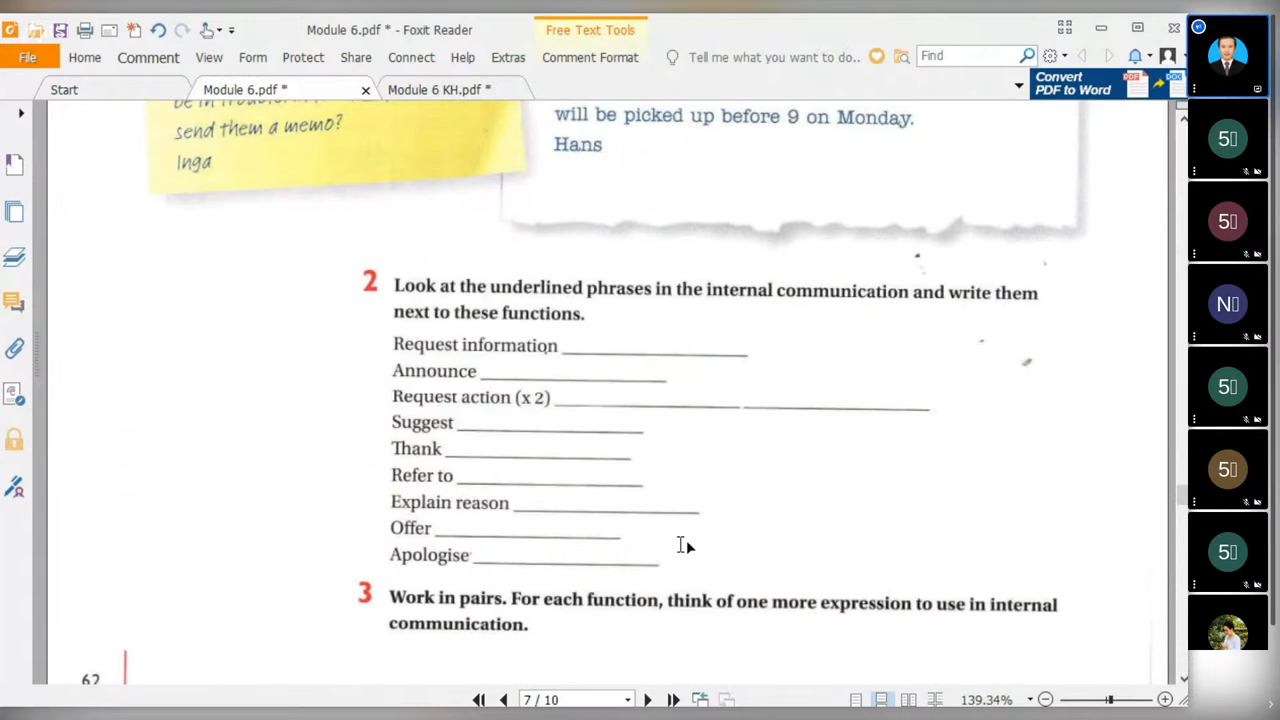 Module 6.pdf * - Foxit Reader
Free Text Tools
File
Home
Comment
View
Form
Protect
Share
Connect
Help
Extras
Comment Format
Tell me what you want to do..
Find
Start
Module 6.pdf *
Module 6 KH.pdf *
Convert
PDF to Word
send them a memo?
Inga
will be picked up before 9 on Monday.
Hans
2 Look at the underlined phrases in the internal communication and write them
next to these functions.
Request information
Announce
Request action (x 2)
Suggest
Thank
Refer to
Explain reason
Offer
Apologise
3 Work in pairs. For each function, think of one more expression to use in internal
communication.
62
7 / 10
139.34%
5
5
N
5
5
5